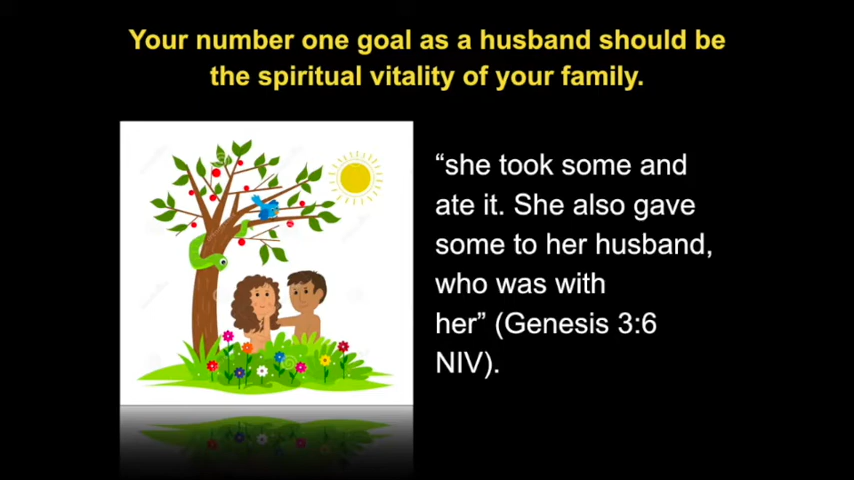 Your number one goal as a husband should be
the spiritual vitality of your family.
“she took some and
ate it. She also gave
some to her husband,
who was with
her” (Genesis 3:6
NIV).